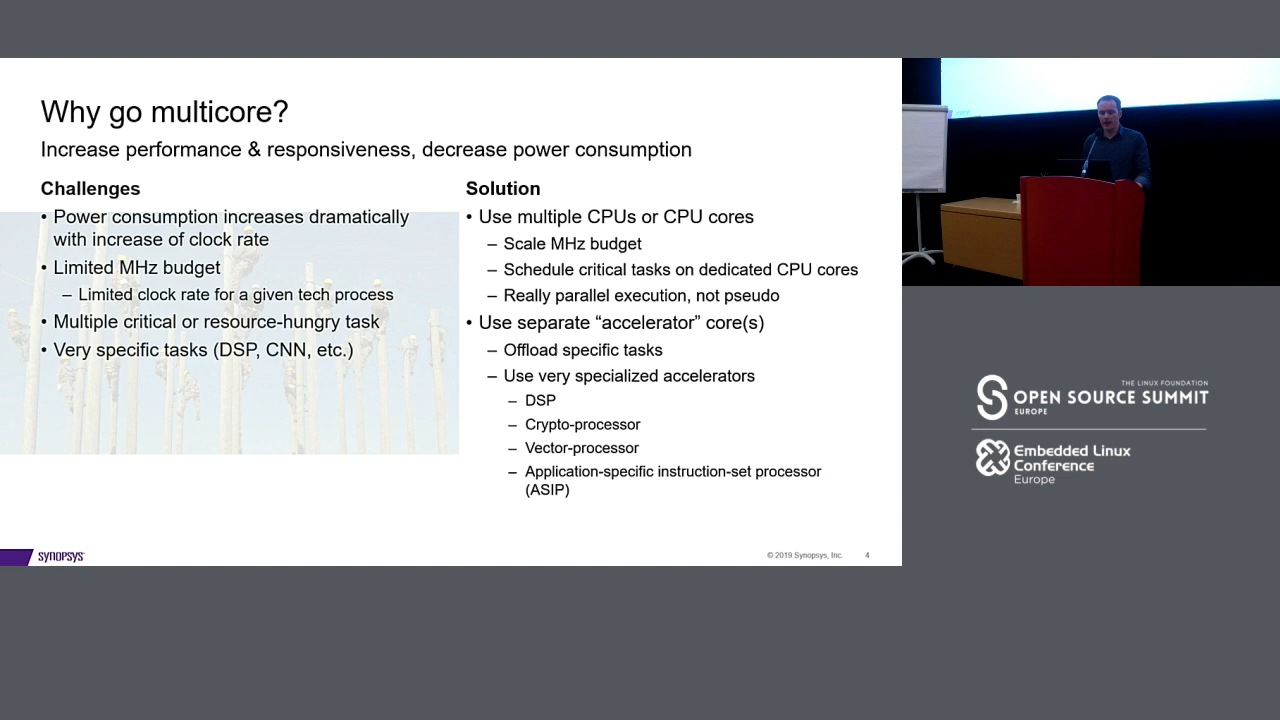 Why go multicore?
Increase performance & responsiveness, decrease power consumption
Challenges
• Power consumption increases dramatically
with increase of clock rate
• Limited MHz budget
– Limited clock rate for a given tech process
• Multiple critical or resource-hungry task
• Very specific tasks (DSP, CNN, etc.)
Solution
• Use multiple CPUs or CPU cores
– Scale MHz budget
– Schedule critical tasks on dedicated CPU cores
– Really parallel execution, not pseudo
• Use separate “accelerator” core(s)
– Offload specific tasks
– Use very specialized accelerators
– DSP
– Crypto-processor
– Vector-processor
– Application-specific instruction-set processor
(ASIP)
SYNOPSYS
© 2019 Synopsys, Inc. 4
THE LINUX FOUNDATION
OPEN SOURCE SUMMIT
EUROPE
Embedded Linux
Conference
Europe